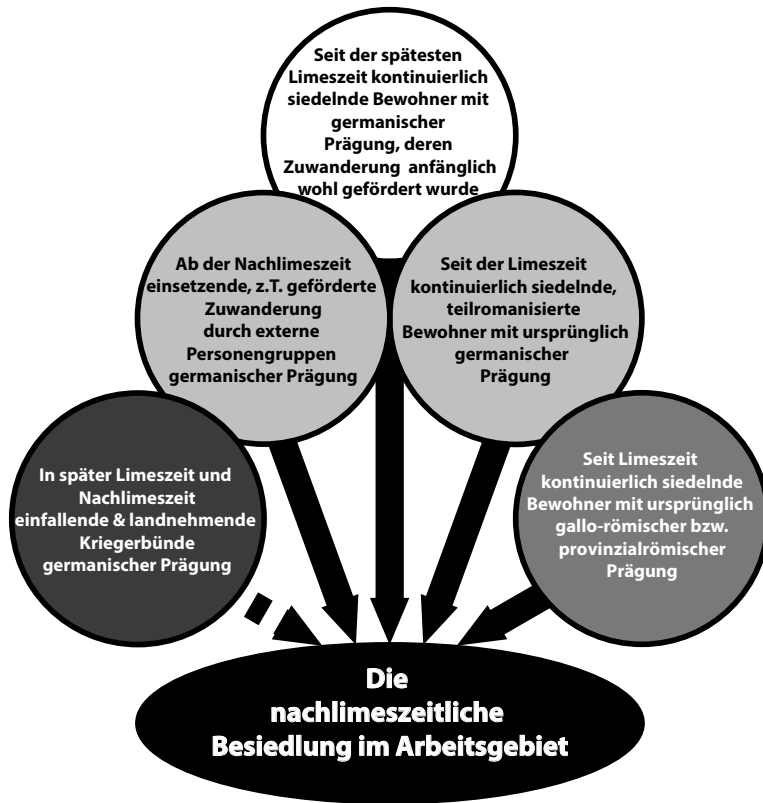 Seit der spätesten
Limeszeit kontinuierlich
siedelnde Bewohner mit
germanischer
Prägung, deren
Zuwanderung anfänglich
wohl gefördert wurde
Ab der Nachlimeszeit
einsetzende, z.T. geförderte
Zuwanderung
durch externe
Personengruppen
germanischer Prägung
Seit der Limeszeit
kontinuierlich siedelnde,
teilromanisierte
Bewohner mit ursprünglich
germanischer
Prägung
In später Limeszeit und
Nachlimeszeit
einfallende & landnehmende
Kriegerbünde
germanischer Prägung
Seit Limeszeit
kontinuierlich siedelnde
Bewohner mit ursprünglich
gallo-römischer bzw.
provinzialrömischer
Prägung
Die
nachlimeszeitliche
Besiedlung im Arbeitsgebiet